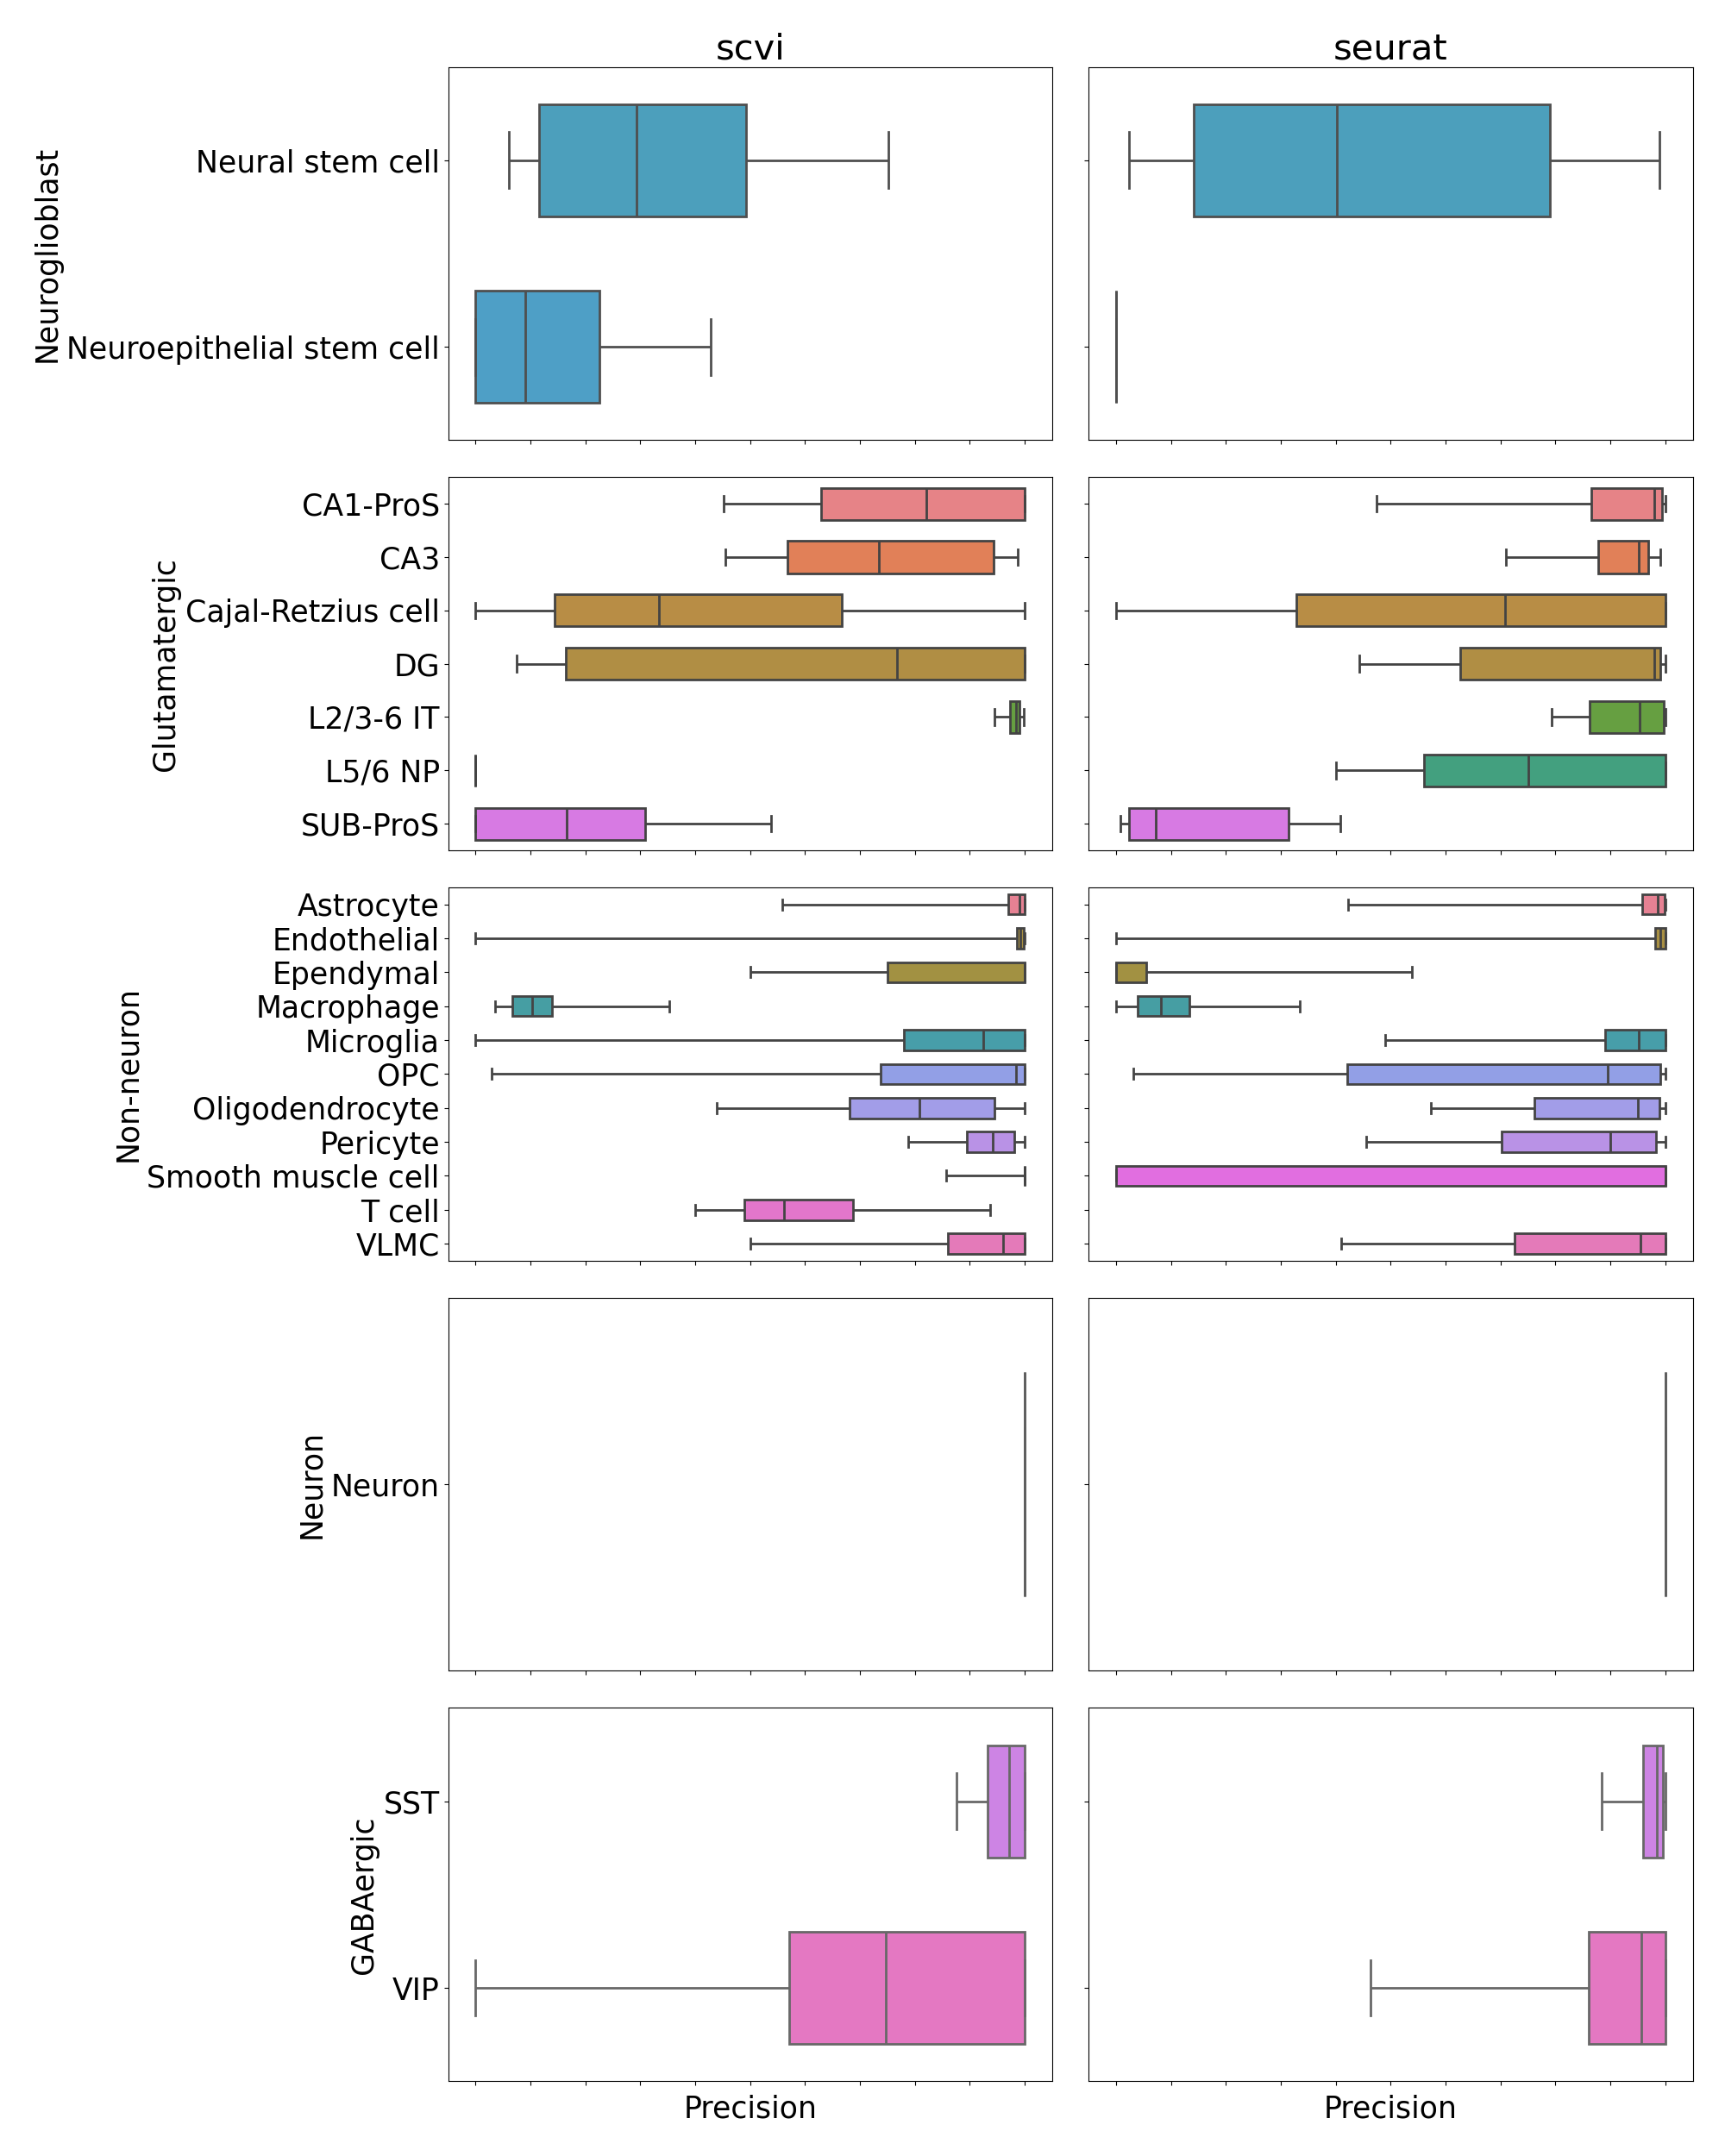 scvi
seurat
Neuroglioblast
Neural stem cell
Neuroepithelial stem cell
Glutamatergic
CA1-ProS
CA3
Cajal-Retzius cell
DG
L2/3-6 IT
L5/6 NP
SUB-ProS
Non-neuron
Astrocyte
Endothelial
Ependymal
Macrophage
Microglia
OPC
Oligodendrocyte
Pericyte
Smooth muscle cell
T cell
VLMC
Neuron
Neuron
GABAergic
SST
VIP
Precision
Precision